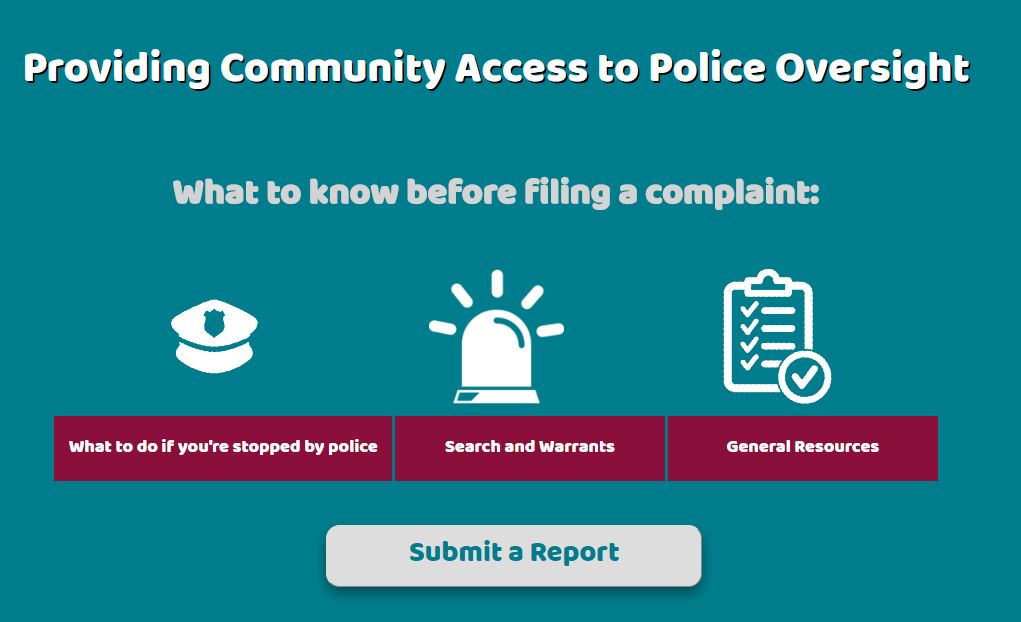 Providing Community Access to Police Oversight
What to know before filing a complaint:
What to do if you're stopped by police
Search and Warrants
General Resources
Submit a Report